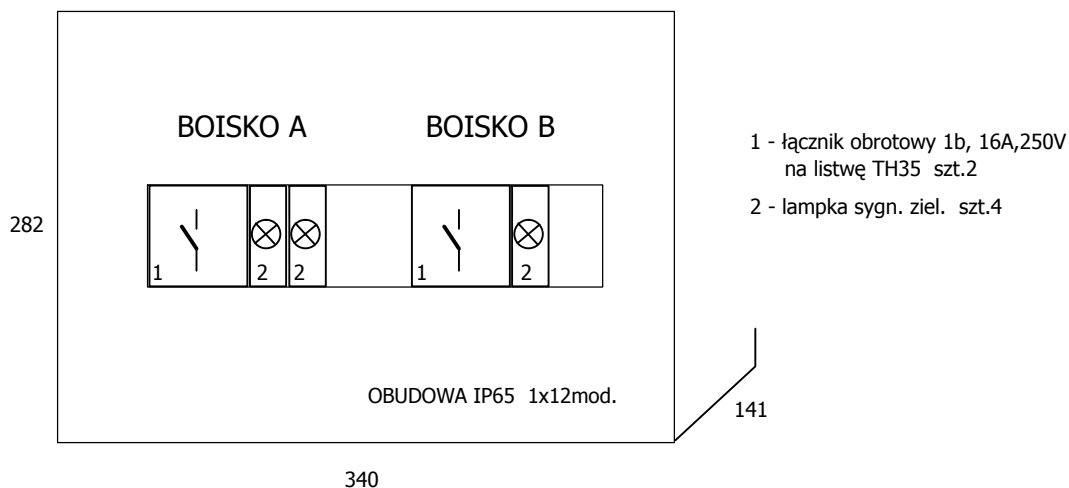 BOISKO A BOISKO B
1 - łącznik obrotowy 1b, 16A,250V
na listwę TH35 szt.2
2 - lampka sygn. ziel. szt.4
282
1 2 2 1 2
OBUDOWA IP65 1x12mod.
141
340